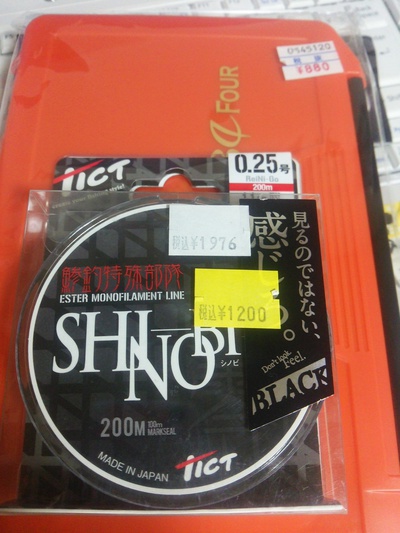 0545120
¥880
FOUR
TICT
0.25号
200m
税込¥1976
見るのではない、
感じろ。
税込¥1200
Don't look
Feel.
BLACK
ESTER MONOFILAMENT LINE
SHINOBI
シノビ
200M
100m
MARKSEAL
MADE IN JAPAN
TICT